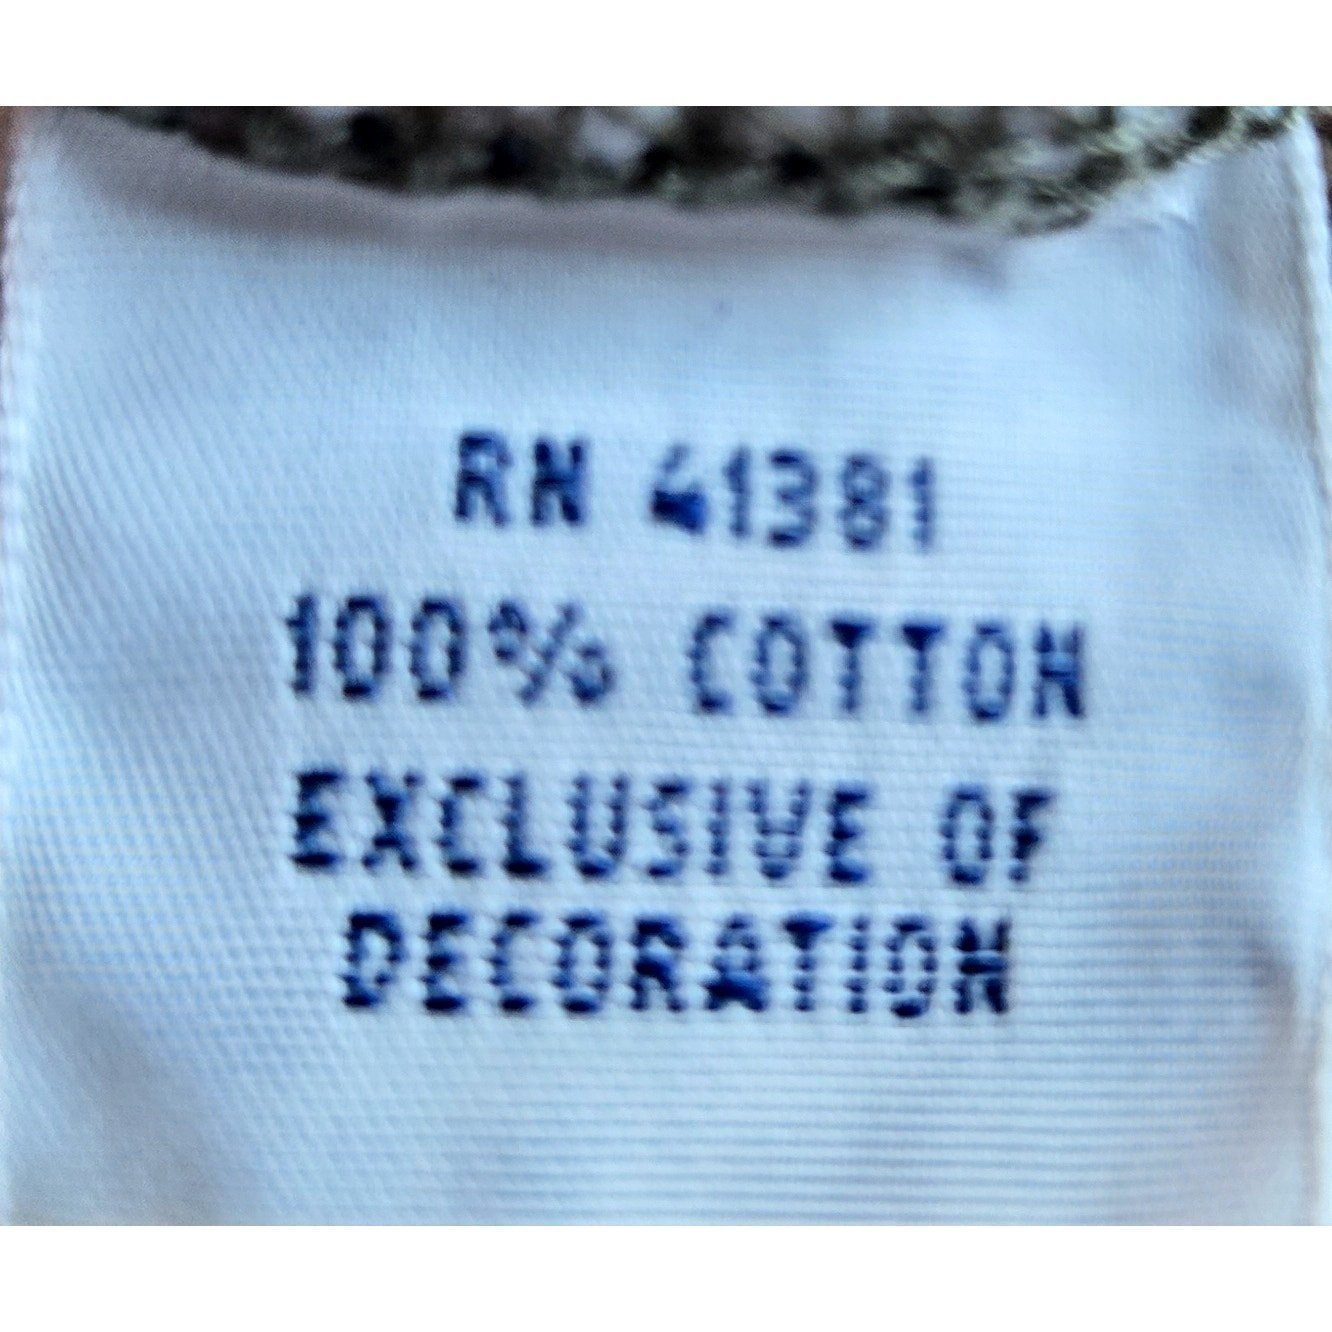 RN 41381
100% COTTON
EXCLUSIVE OF
DECORATION